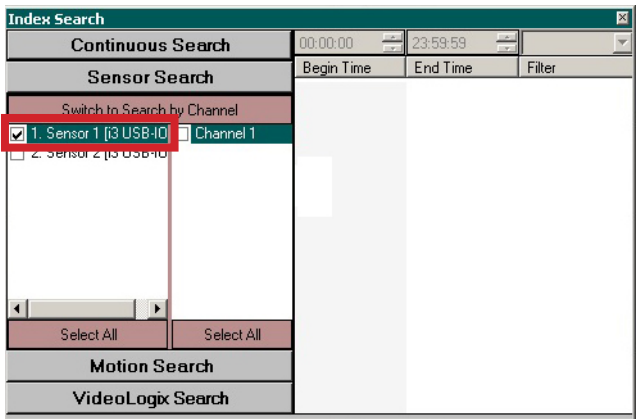 Index Search
Continuous Search
00:00:00
23:59:59
Begin Time
End Time
Filter
Sensor Search
Switch to Search by Channel
1. Sensor 1 [i3 USB-IO
Channel 1
2. Sensor 2 [i3 USB-IO
Select All
Select All
Motion Search
VideoLogix Search